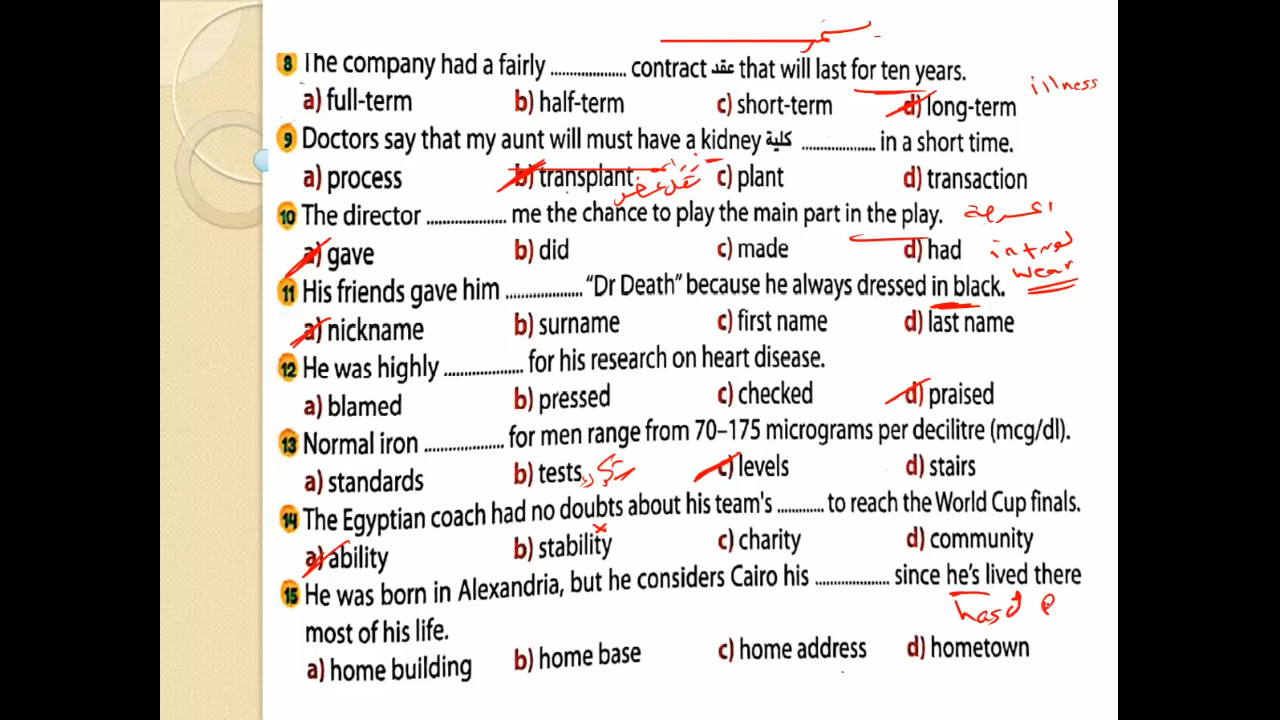 يستمر
8 The company had a fairly .................. contract عقد that will last for ten years.
illness
a) full-term b) half-term c) short-term d) long-term
9 Doctors say that my aunt will must have a kidney كلية .................. in a short time.
a) process b) transplant c) plant d) transaction
نقل عضو
10 The director .................. me the chance to play the main part in the play.
a) gave b) did c) made d) had
wear
11 His friends gave him .................. “Dr Death” because he always dressed in black.
a) nickname b) surname c) first name d) last name
12 He was highly .................. for his research on heart disease.
a) blamed b) pressed c) checked d) praised
13 Normal iron .................. for men range from 70–175 micrograms per decilitre (mcg/dl).
a) standards b) tests c) levels d) stairs
14 The Egyptian coach had no doubts about his team's ............ to reach the World Cup finals.
a) ability b) stability c) charity d) community
15 He was born in Alexandria, but he considers Cairo his .................. since he's lived there
has
most of his life.
a) home building b) home base c) home address d) hometown